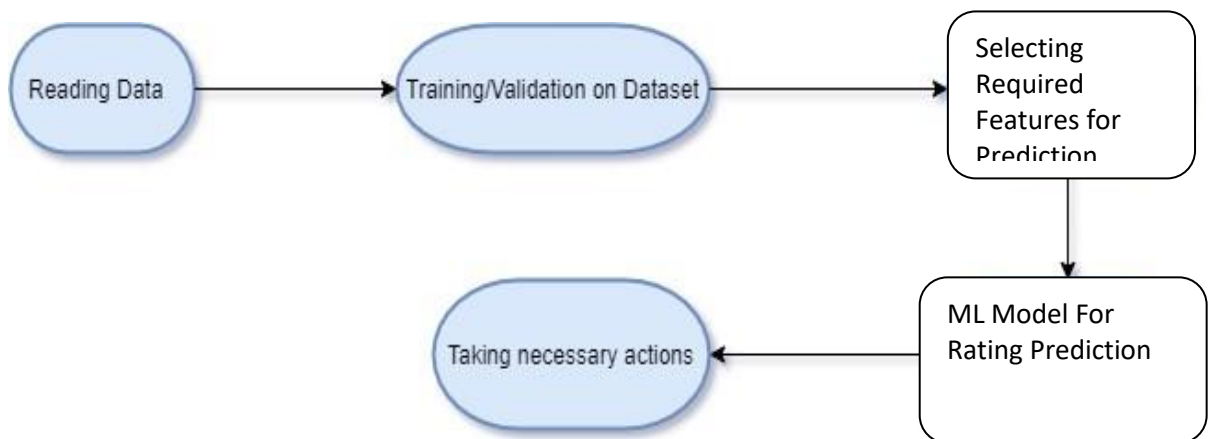 Reading Data
Training/Validation on Dataset
Selecting
Required
Features for
Prediction
ML Model For
Rating Prediction
Taking necessary actions